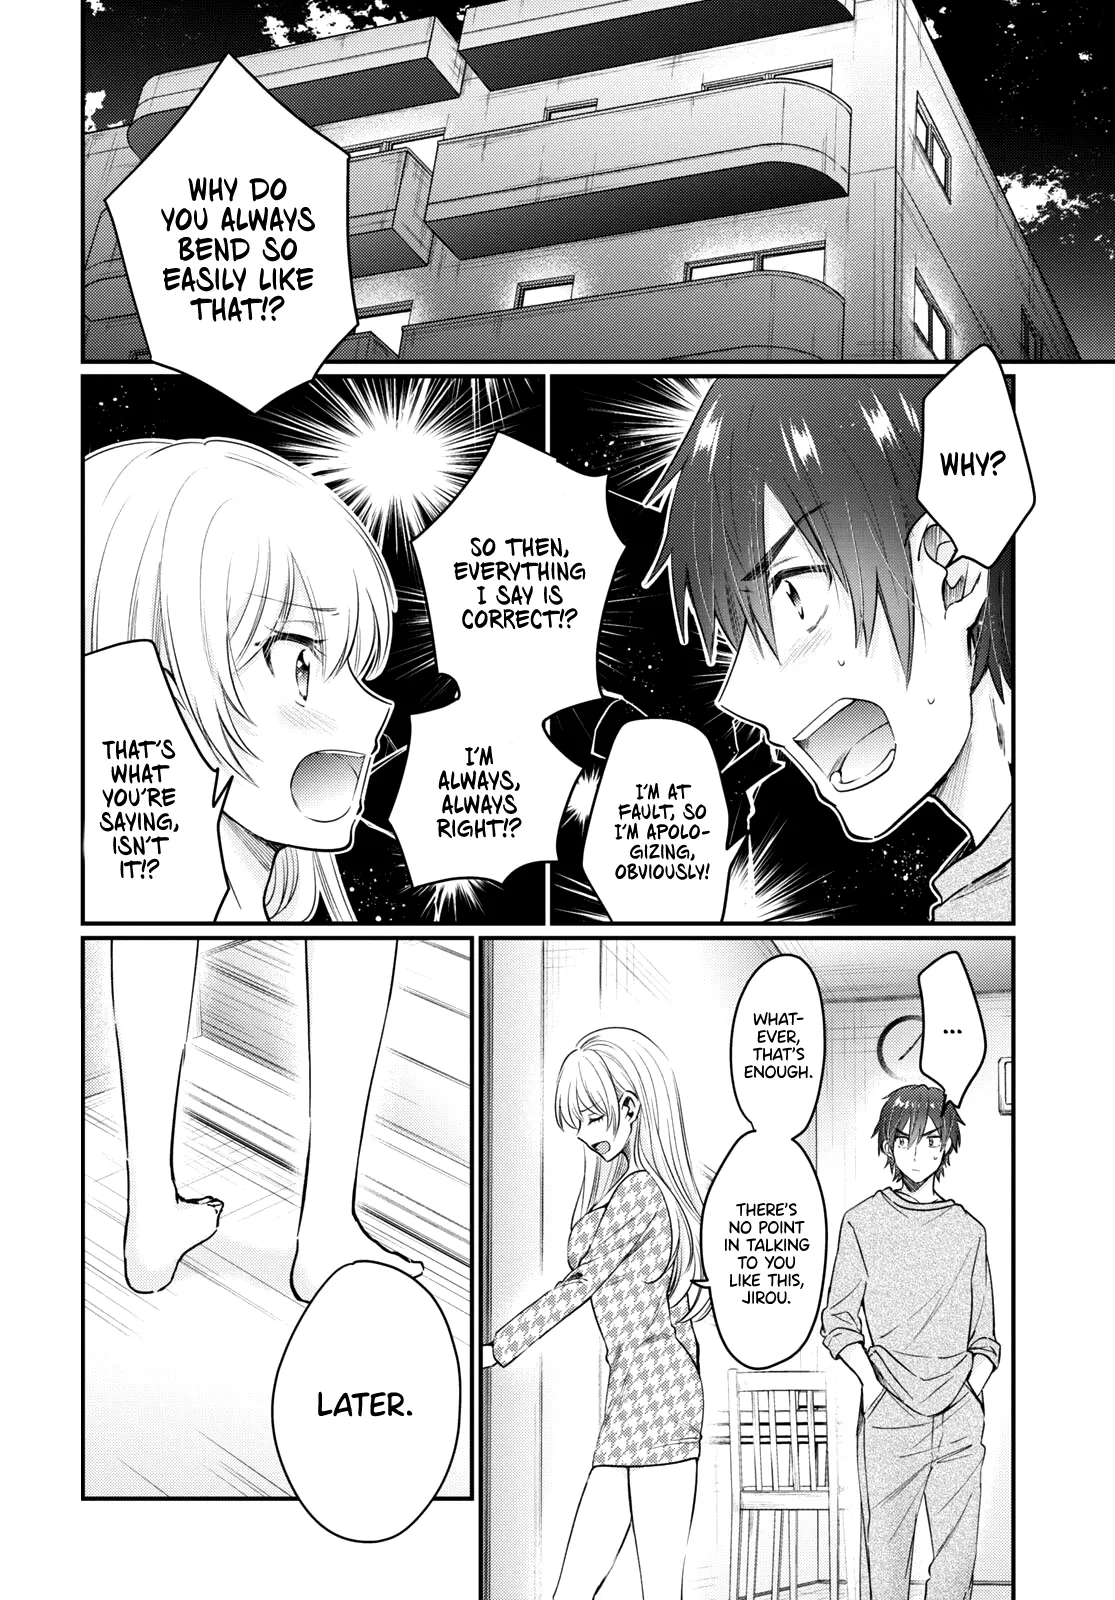 WHY DO
YOU ALWAYS
BEND SO
EASILY LIKE
THAT!?
WHY?
I'M AT
FAULT, SO
I'M APOLO-
GIZING,
OBVIOUSLY!
SO THEN,
EVERYTHING
I SAY IS
CORRECT!?
I'M
ALWAYS,
ALWAYS
RIGHT!?
THAT'S
WHAT
YOU'RE
SAYING,
ISN'T
IT!?
...
WHAT-
EVER,
THAT'S
ENOUGH.
THERE'S
NO POINT
IN TALKING
TO YOU
LIKE THIS,
JIROU.
LATER.